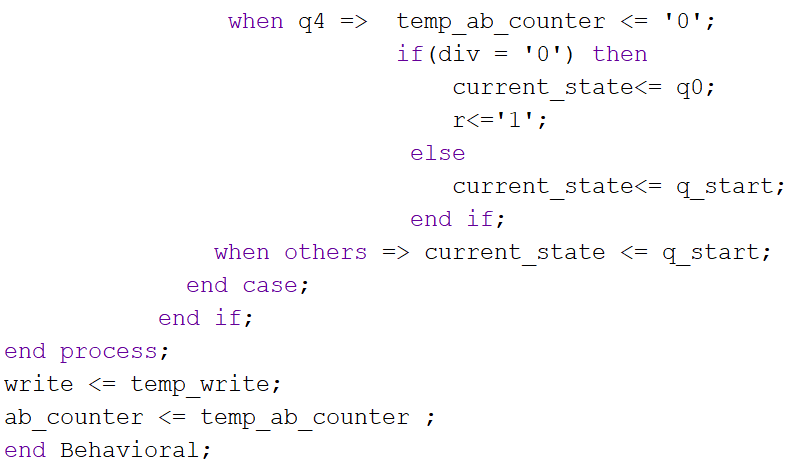 when q4 =>  temp_ab_counter <= '0';
if(div = '0') then
current_state<= q0;
r<='1';
else
current_state<= q_start;
end if;
when others => current_state <= q_start;
end case;
end if;
end process;
write <= temp_write;
ab_counter <= temp_ab_counter ;
end Behavioral;